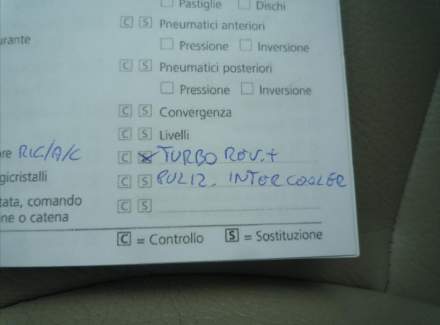 Pastiglie Dischi
C S Pneumatici anteriori
urante
Pressione Inversione
C S Pneumatici posteriori
Pressione Inversione
C S Convergenza
C S Livelli
re RIC/A/C C S TURBO REV. +
gicristalli C S PULIZ. INTERCOOLER
tata, comando C S
ne o catena
C = Controllo S = Sostituzione